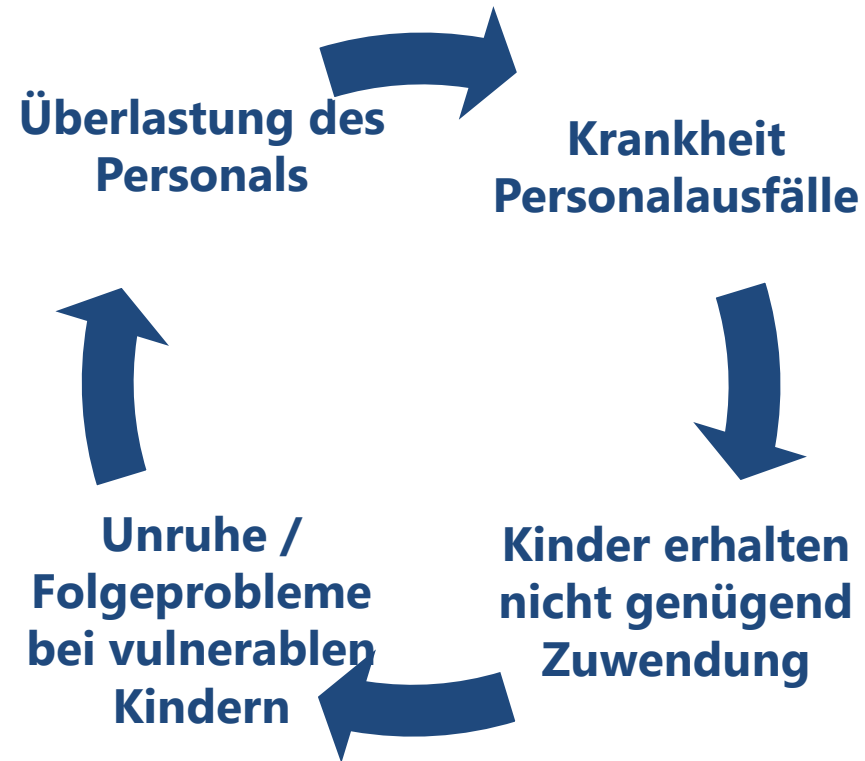 Überlastung des
Personals
Krankheit
Personalausfälle
Kinder erhalten
nicht genügend
Zuwendung
Unruhe /
Folgeprobleme
bei vulnerablen
Kindern